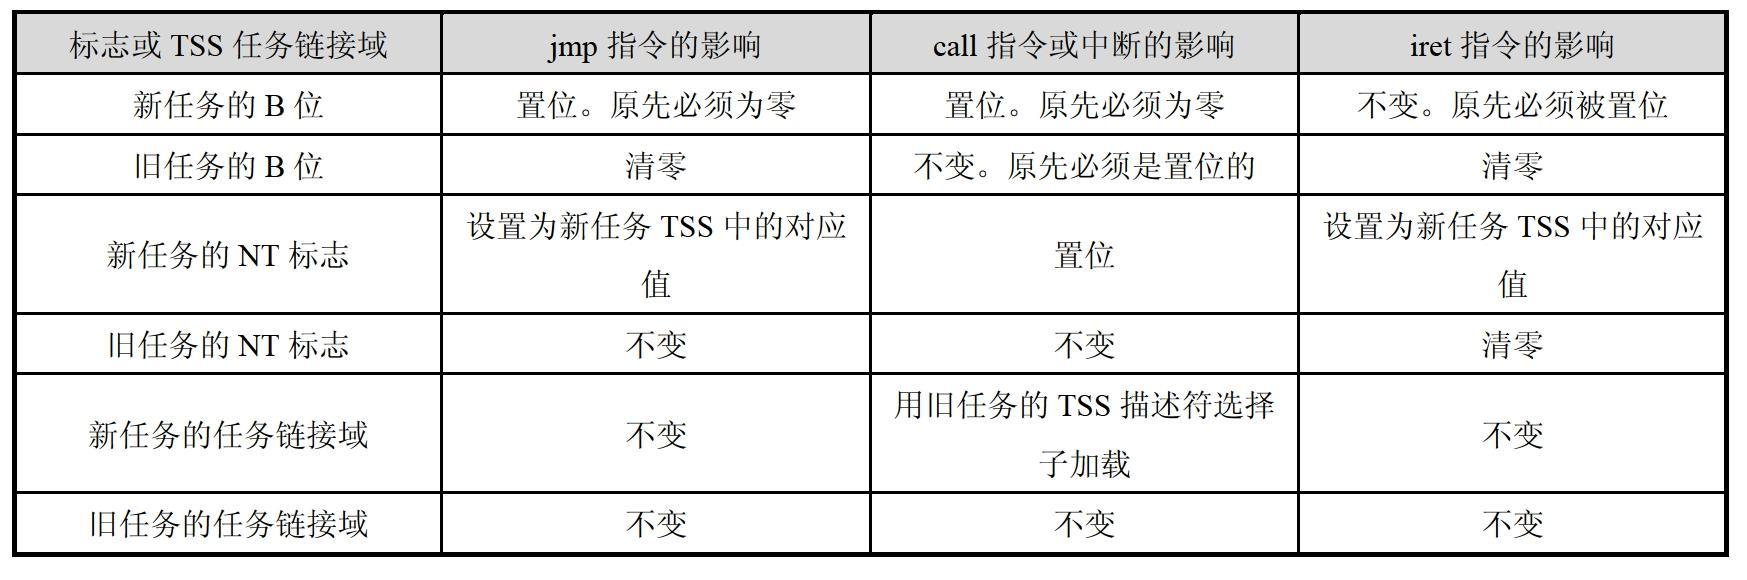 标志或 TSS 任务链接域 jmp 指令的影响 call 指令或中断的影响 iret 指令的影响
新任务的 B 位 置位。原先必须为零 置位。原先必须为零 不变。原先必须被置位
旧任务的 B 位 清零 不变。原先必须是置位的 清零
新任务的 NT 标志
设置为新任务 TSS 中的对应
值
置位
设置为新任务 TSS 中的对应
值
旧任务的 NT 标志 不变 不变 清零
新任务的任务链接域 不变
用旧任务的 TSS 描述符选择
子加载
不变
旧任务的任务链接域 不变 不变 不变